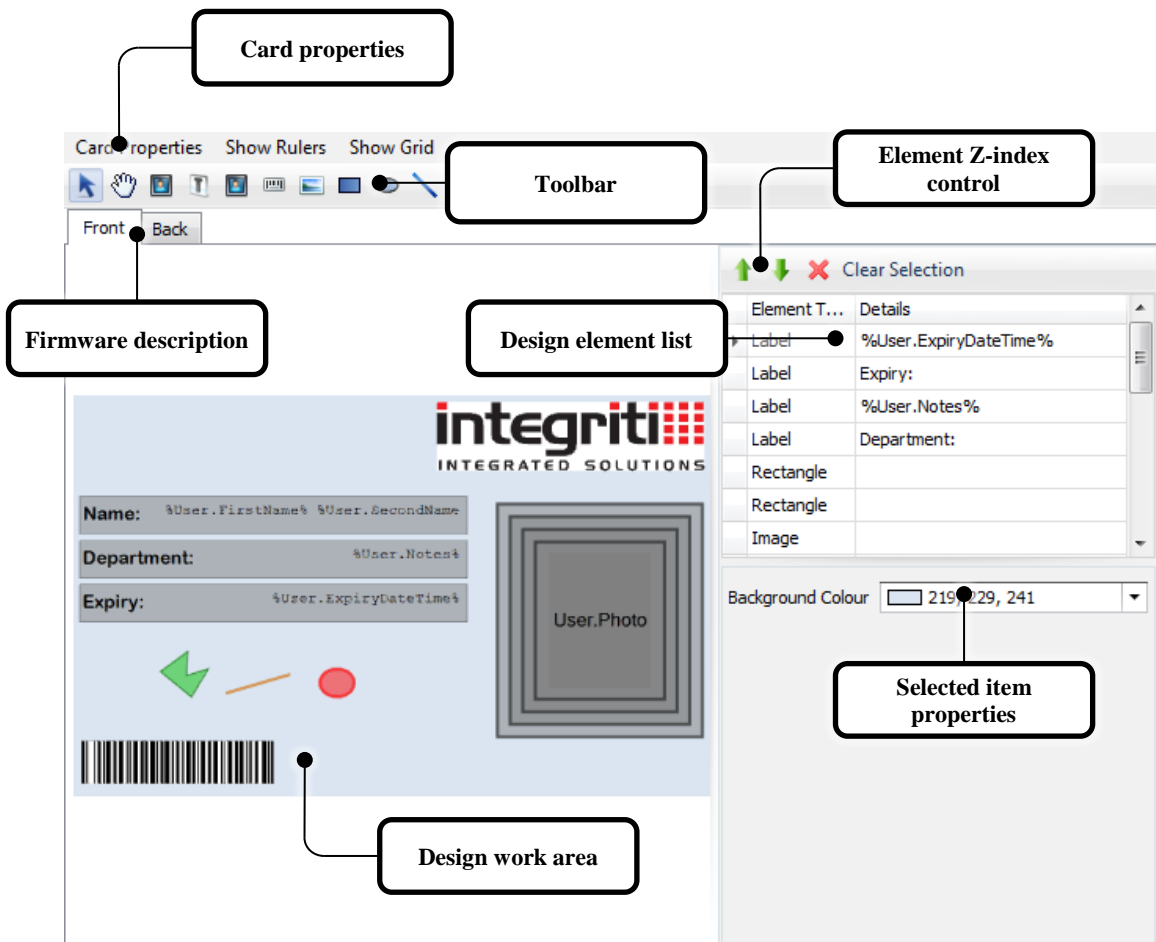 Card properties
Card Properties Show Rulers Show Grid
Element Z-index
control
Toolbar
Front Back
Clear Selection
Element T... Details
Firmware description
Design element list
Label %User.ExpiryDateTime%
Label Expiry:
Label %User.Notes%
Label Department:
Rectangle
Rectangle
Image
integriti
INTEGRATED SOLUTIONS
Name: %User.FirstName% %User.SecondName
Department: %User.Notes%
Expiry: %User.ExpiryDateTime%
User.Photo
Background Colour 219, 229, 241
Selected item
properties
Design work area